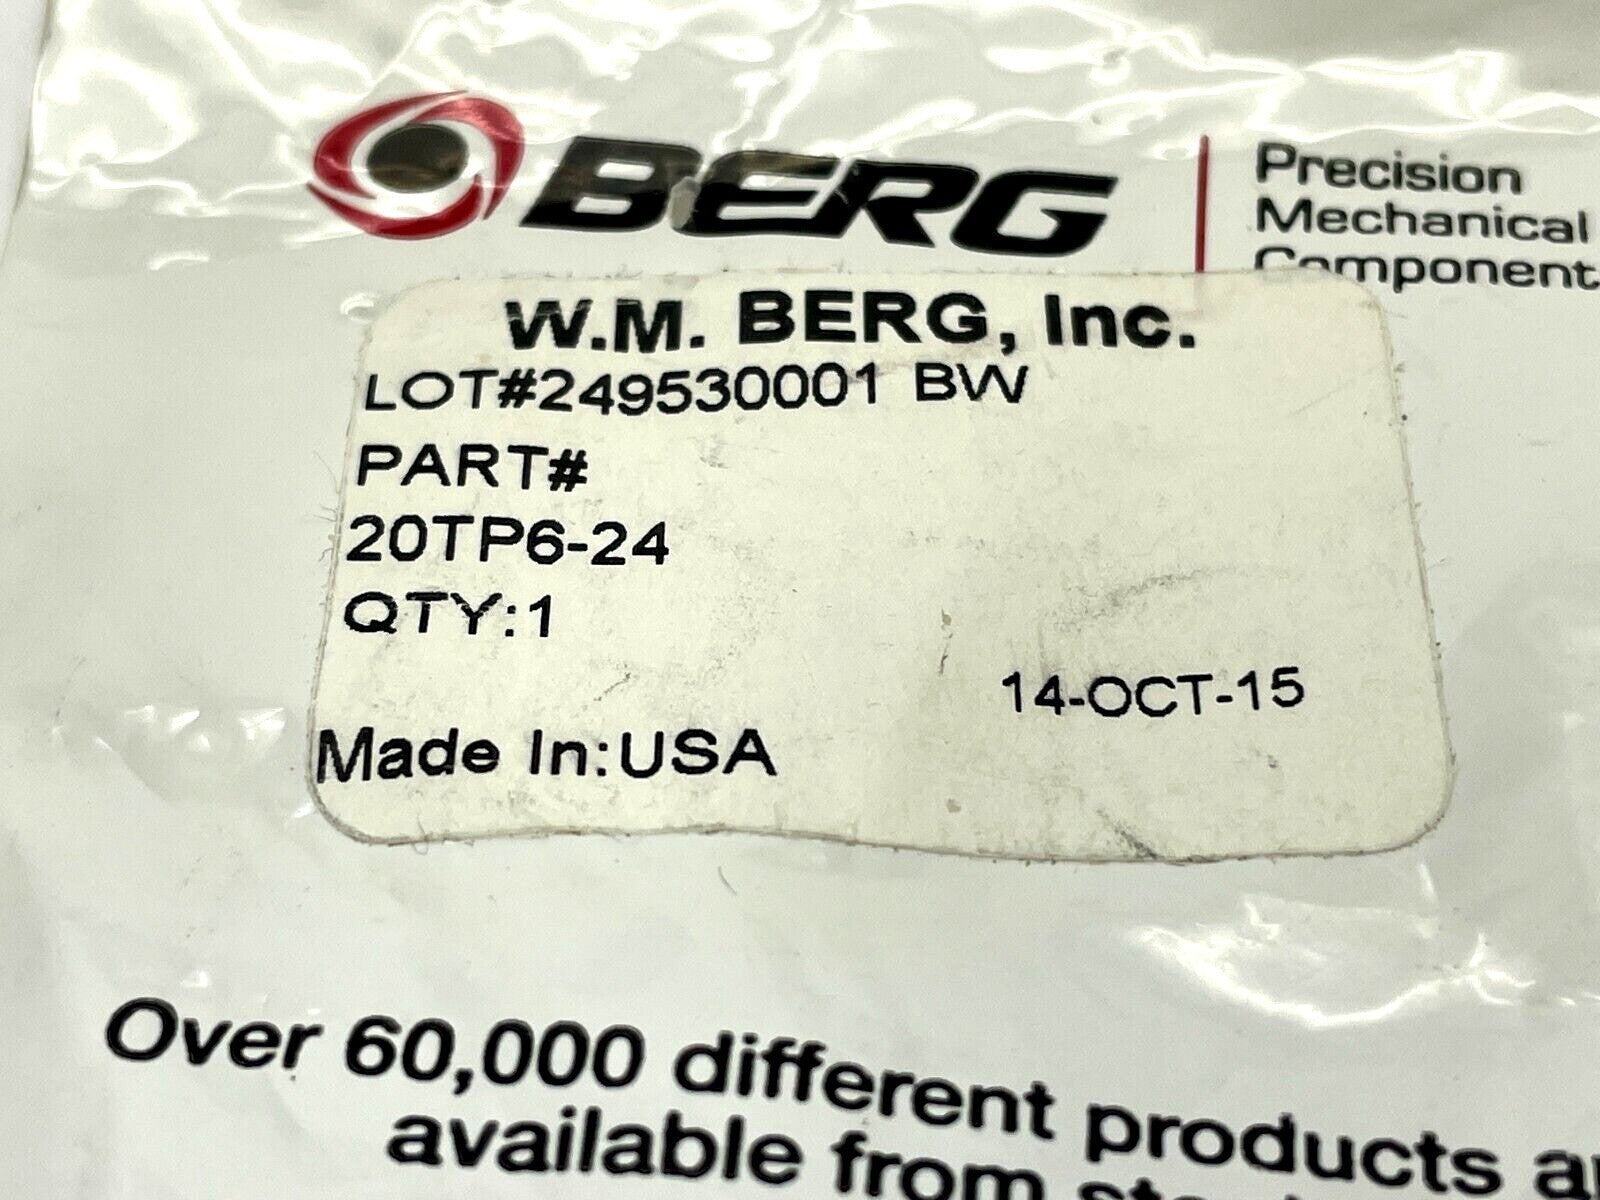 BERG
Precision
Mechanical
Component
W.M. BERG, Inc.
LOT#249530001 BW
PART#
20TP6-24
QTY:1
14-OCT-15
Made In:USA
Over 60,000 different products
available from